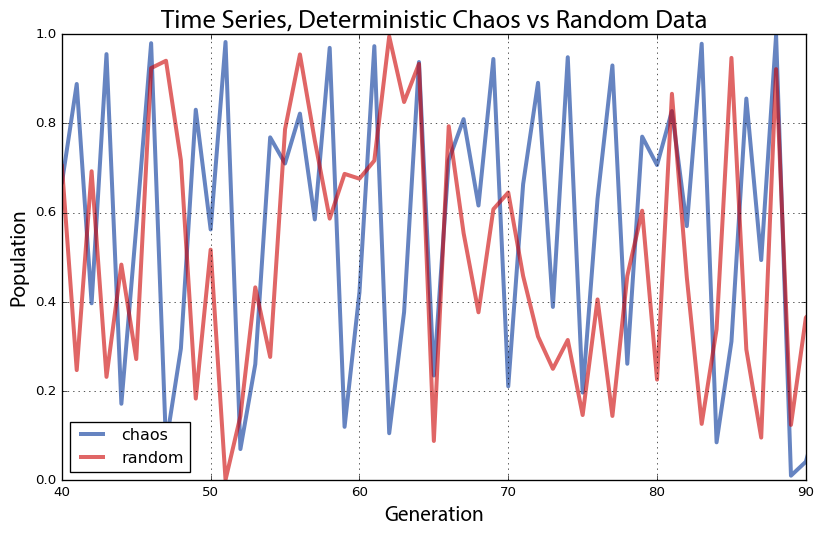 Time Series, Deterministic Chaos vs Random Data
1.0
0.8
0.6
0.4
0.2
0.0
Population
chaos
random
40 50 60 70 80 90
Generation